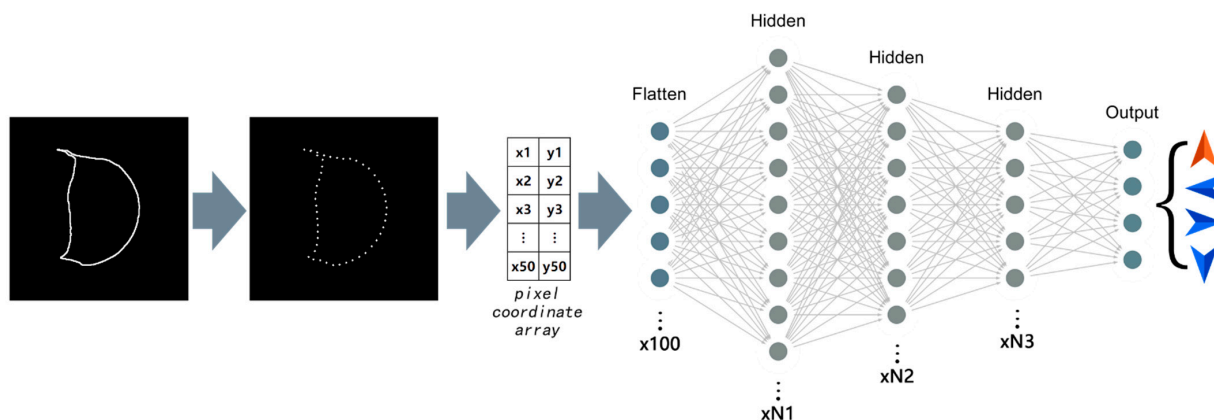 Hidden
Hidden
Flatten
Hidden
Output
x1 y1
x2 y2
x3 y3
⋮ ⋮
x50 y50
pixel
coordinate
array
⋮
x100
⋮
xN1
⋮
xN2
⋮
xN3